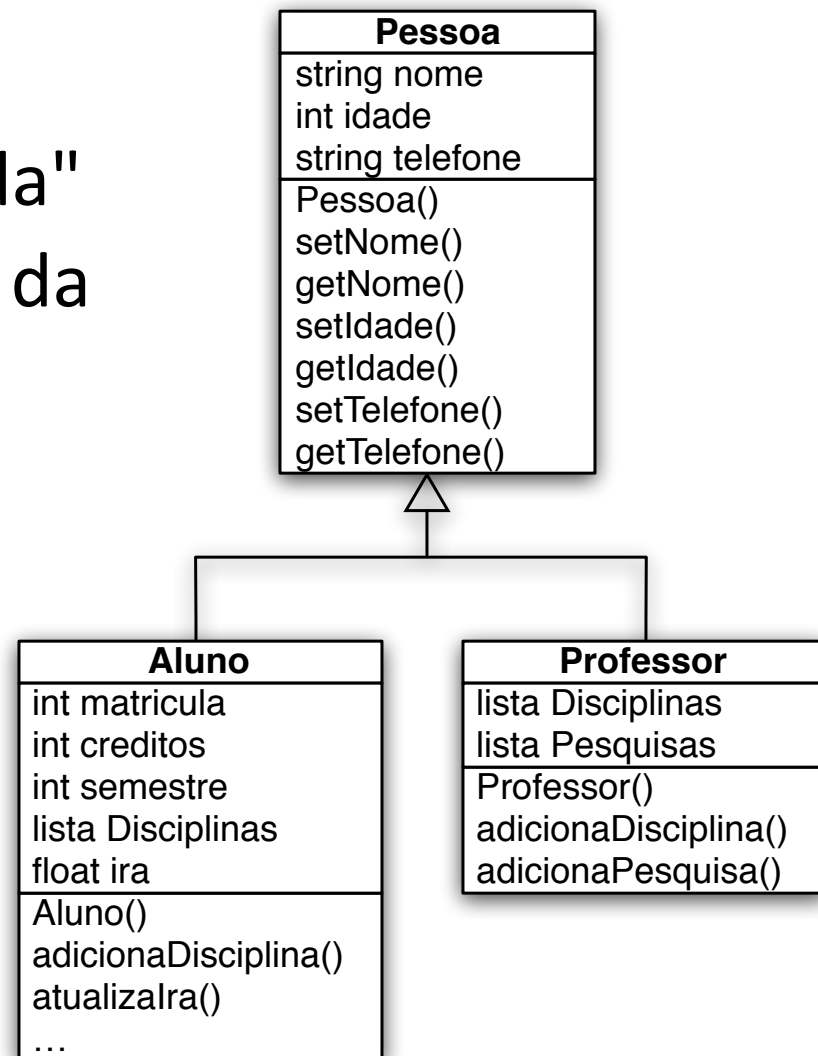 da"
da
Pessoa
string nome
int idade
string telefone
Pessoa()
setNome()
getNome()
setIdade()
getIdade()
setTelefone()
getTelefone()
Aluno
int matricula
int creditos
int semestre
lista Disciplinas
float ira
Aluno()
adicionaDisciplina()
atualizaIra()
…
Professor
lista Disciplinas
lista Pesquisas
Professor()
adicionaDisciplina()
adicionaPesquisa()